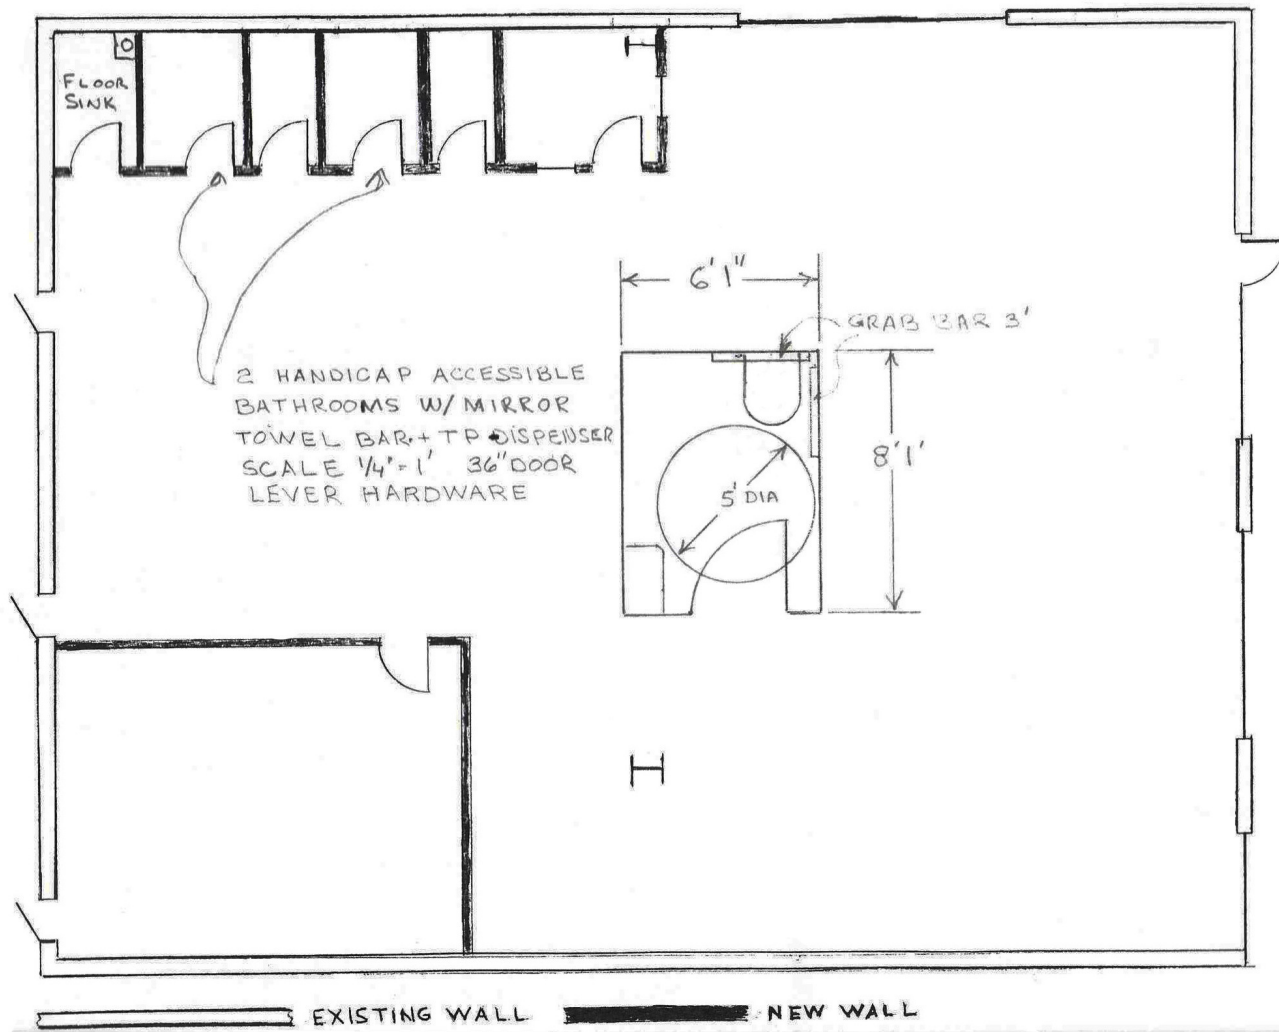 FLOOR
SINK
6'1"
GRAB BAR 3'
2 HANDICAP ACCESSIBLE
BATHROOMS W/ MIRROR
TOWEL BAR + TP DISPENSER
SCALE 1/4" = 1' 36" DOOR
LEVER HARDWARE
8'1"
5' DIA
EXISTING WALL
NEW WALL